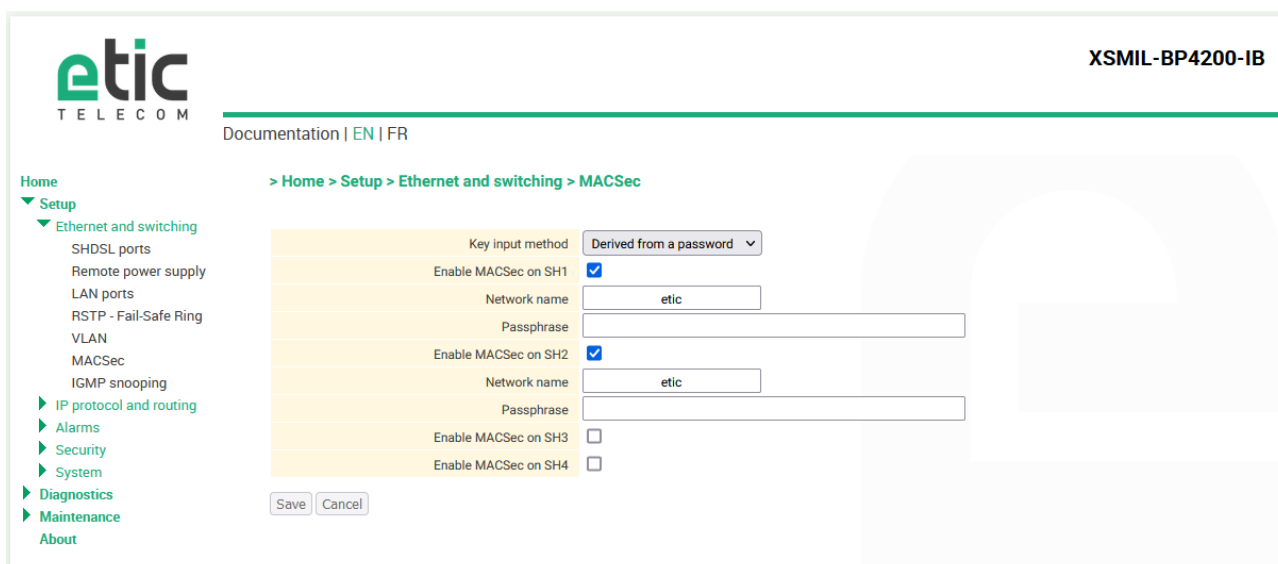 etic
TELECOM
XSMIL-BP4200-IB
Documentation | EN | FR
Home
Setup
Ethernet and switching
SHDSL ports
Remote power supply
LAN ports
RSTP - Fail-Safe Ring
VLAN
MACSec
IGMP snooping
IP protocol and routing
Alarms
Security
System
Diagnostics
Maintenance
About
> Home > Setup > Ethernet and switching > MACSec
Key input method Derived from a password
Enable MACSec on SH1
Network name etic
Passphrase
Enable MACSec on SH2
Network name etic
Passphrase
Enable MACSec on SH3
Enable MACSec on SH4
Save Cancel